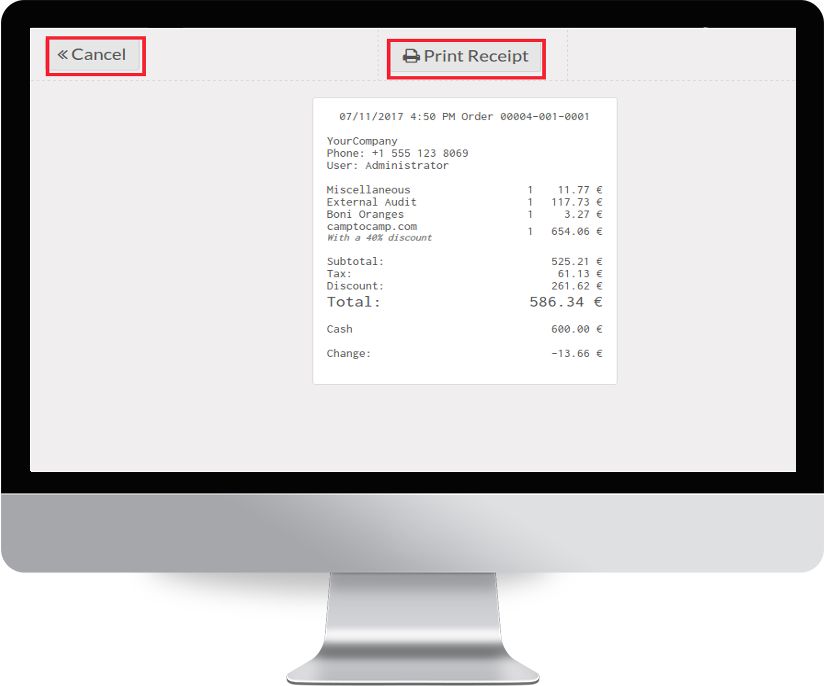 Cancel
Print Receipt
07/11/2017 4:50 PM Order 00004-001-0001
YourCompany
Phone: +1 555 123 8069
User: Administrator
Miscellaneous 1 11.77 €
External Audit 1 117.73 €
Boni Oranges 1 3.27 €
camptocamp.com 1 654.06 €
With a 40% discount
Subtotal: 525.21 €
Tax: 61.13 €
Discount: 261.62 €
Total: 586.34 €
Cash 600.00 €
Change: -13.66 €